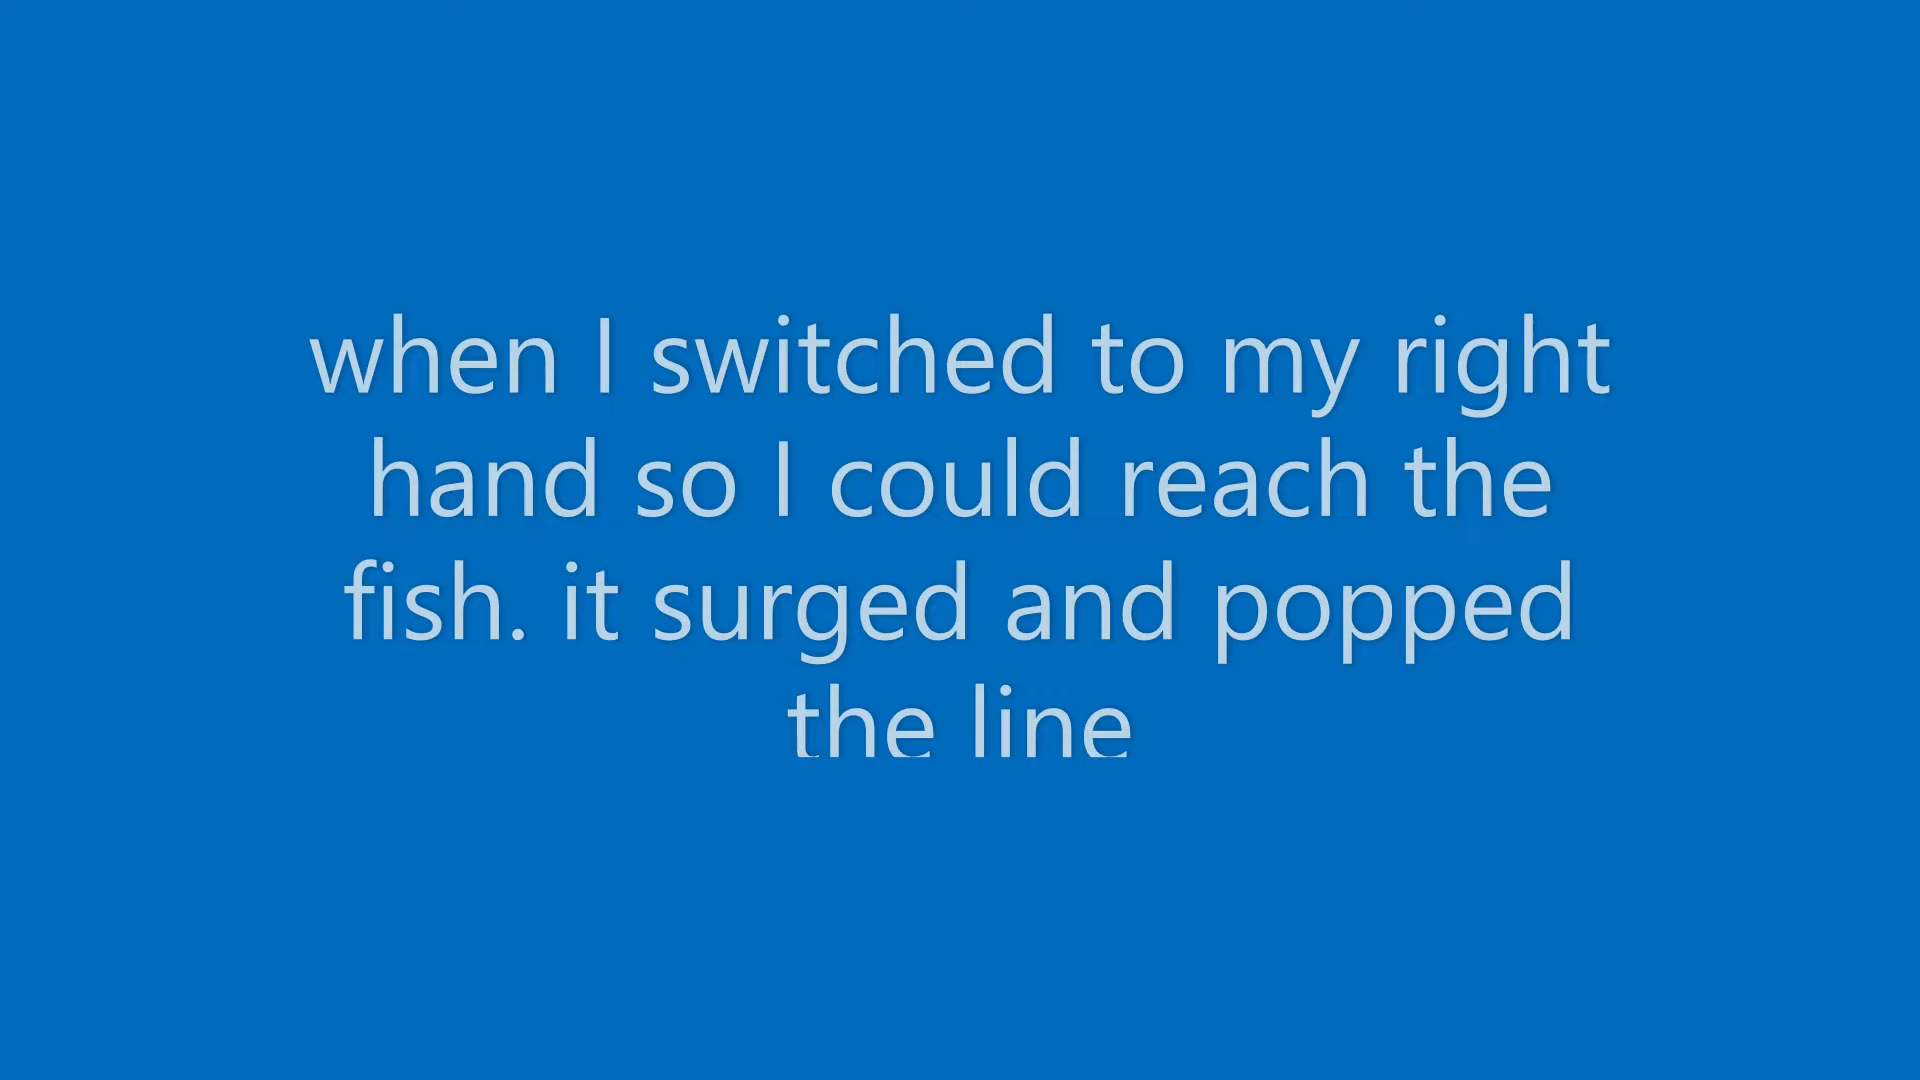 when I switched to my right
hand so I could reach the
fish. it surged and popped
the line